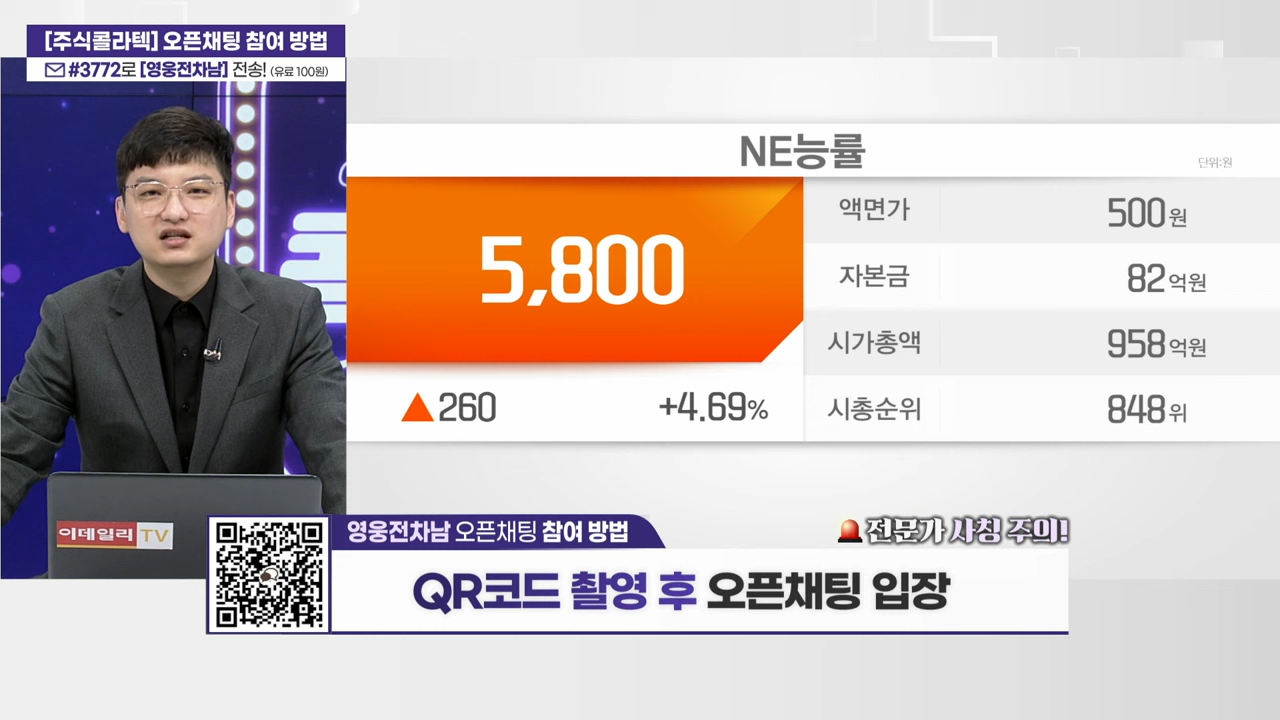 [주식콜라텍] 오픈채팅 참여 방법
#3772로 [영웅전차남] 전송! (유료 100원)
NE능률
단위:원
5,800
▲260 +4.69%
액면가 500원
자본금 82억원
시가총액 958억원
시총순위 848위
이데일리TV
영웅전차남 오픈채팅 참여 방법
전문가 사칭 주의!
QR코드 촬영 후 오픈채팅 입장